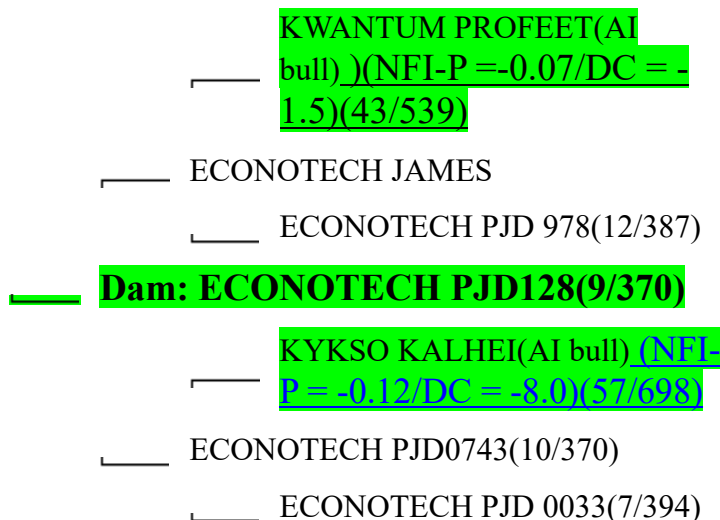 KWANTUM PROFEET(AI
bull) )(NFI-P =-0.07/DC = -
1.5)(43/539)
ECONOTECH JAMES
ECONOTECH PJD 978(12/387)
Dam: ECONOTECH PJD128(9/370)
KYKSO KALHEI(AI bull) (NFI-
P = -0.12/DC = -8.0)(57/698)
ECONOTECH PJD0743(10/370)
ECONOTECH PJD 0033(7/394)